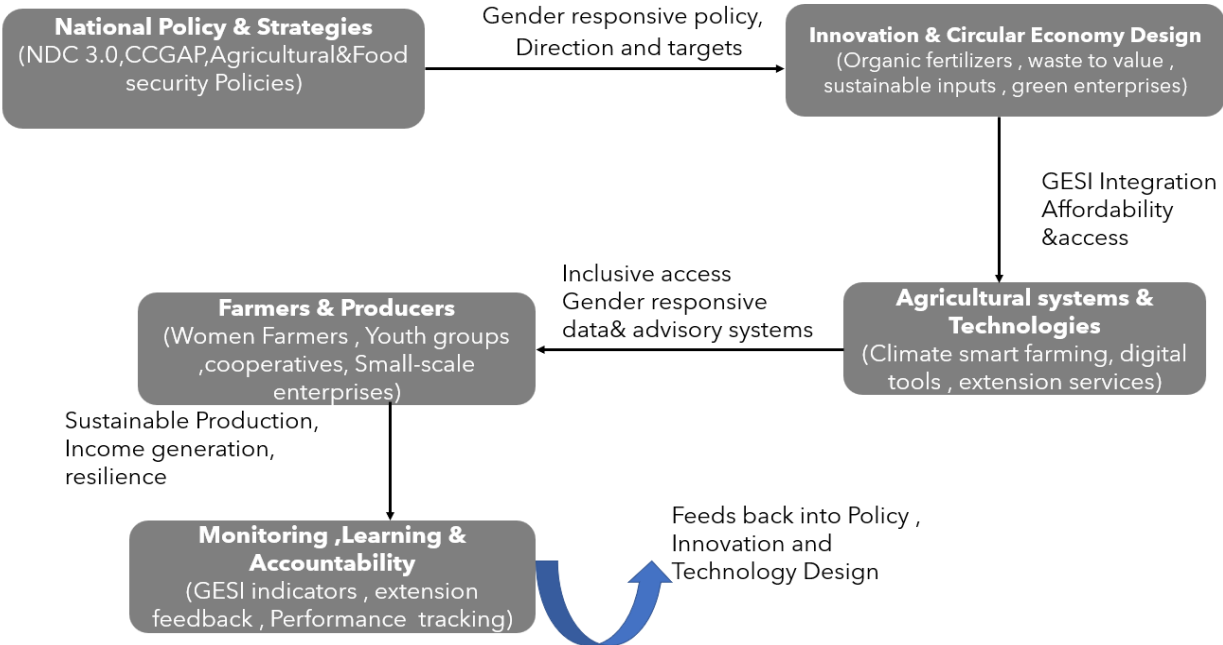 National Policy & Strategies
(NDC 3.0,CCGAP,Agricultural&Food
security Policies)
Gender responsive policy,
Direction and targets
Innovation & Circular Economy Design
(Organic fertilizers , waste to value ,
sustainable inputs , green enterprises)
GESI Integration
Affordability
&access
Agricultural systems &
Technologies
(Climate smart farming, digital
tools , extension services)
Inclusive access
Gender responsive
data& advisory systems
Farmers & Producers
(Women Farmers , Youth groups
,cooperatives, Small-scale
enterprises)
Sustainable Production,
Income generation,
resilience
Monitoring ,Learning &
Accountability
(GESI indicators , extension
feedback , Performance  tracking)
Feeds back into Policy ,
Innovation and
Technology Design